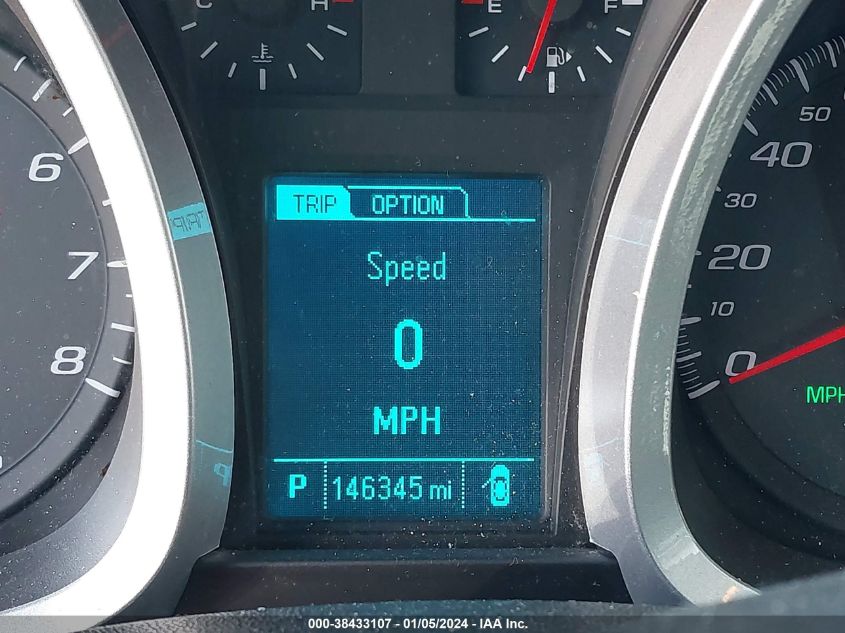 C H E F
6
7
8
TRIP OPTION
Speed
0
MPH
P 146345 mi
50
40
30
20
10
0
MPH
000-38433107 - 01/05/2024 - IAA Inc.